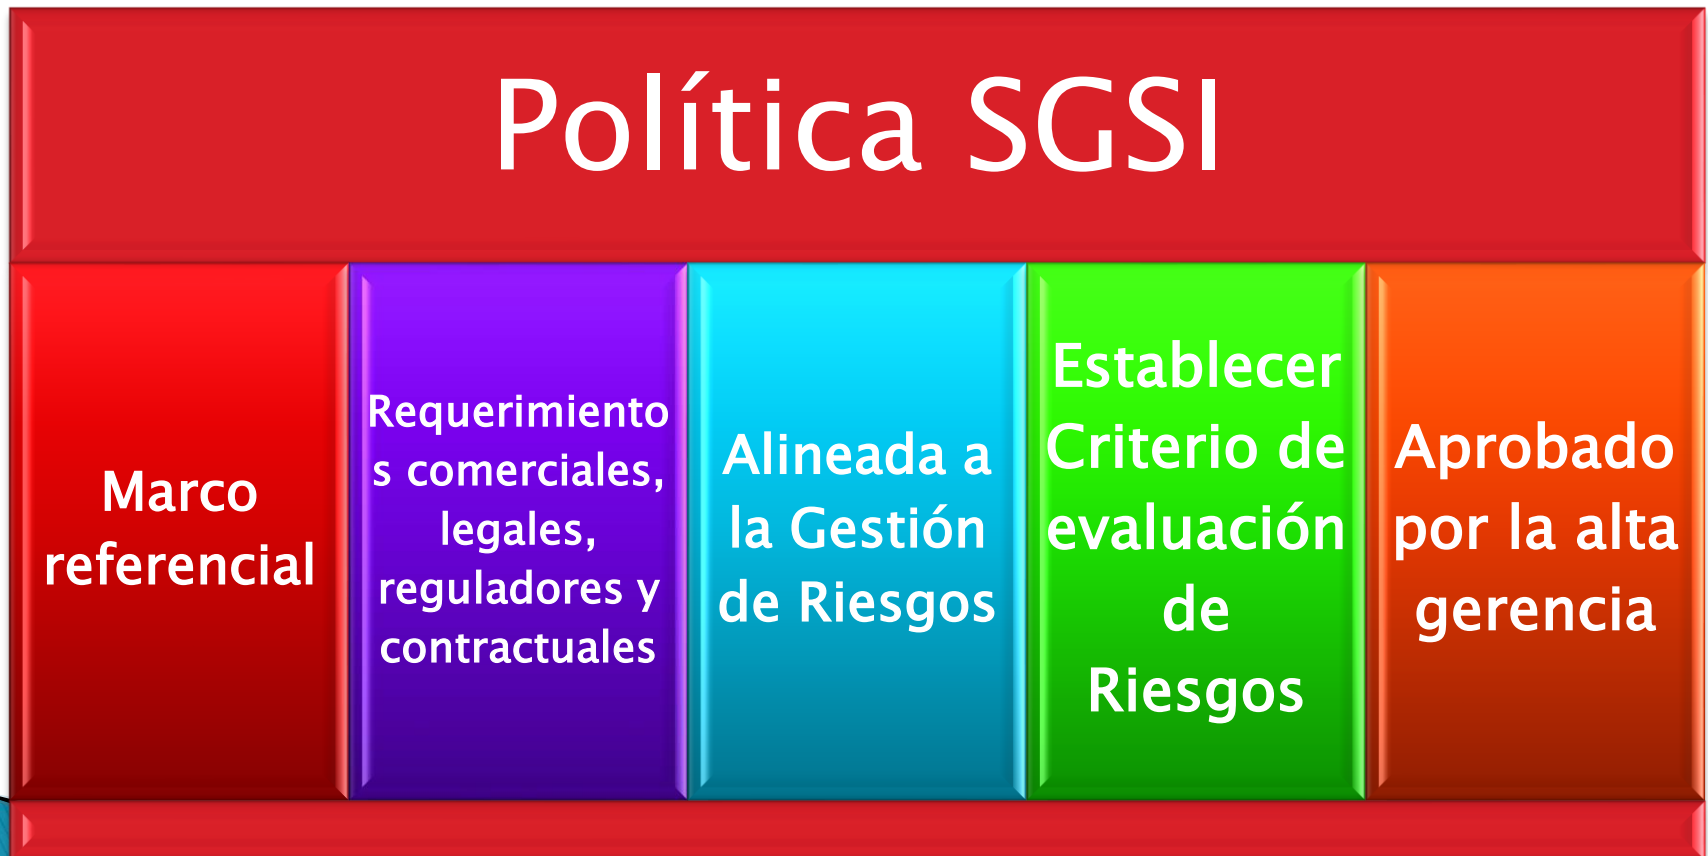 Política SGSI
Marco
referencial
Requerimiento
s comerciales,
legales,
reguladores y
contractuales
Alineada a
la Gestión
de Riesgos
Establecer
Criterio de
evaluación
de
Riesgos
Aprobado
por la alta
gerencia